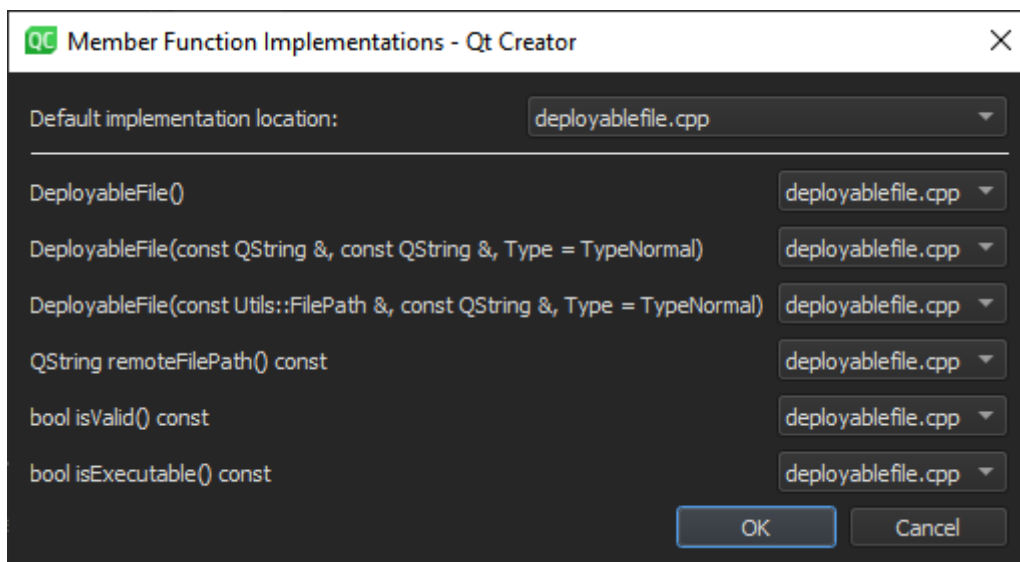 QC Member Function Implementations - Qt Creator
Default implementation location: deployablefile.cpp
DeployableFile() deployablefile.cpp
DeployableFile(const QString &, const QString &, Type = TypeNormal) deployablefile.cpp
DeployableFile(const Utils::FilePath &, const QString &, Type = TypeNormal) deployablefile.cpp
QString remoteFilePath() const deployablefile.cpp
bool isValid() const deployablefile.cpp
bool isExecutable() const deployablefile.cpp
OK Cancel